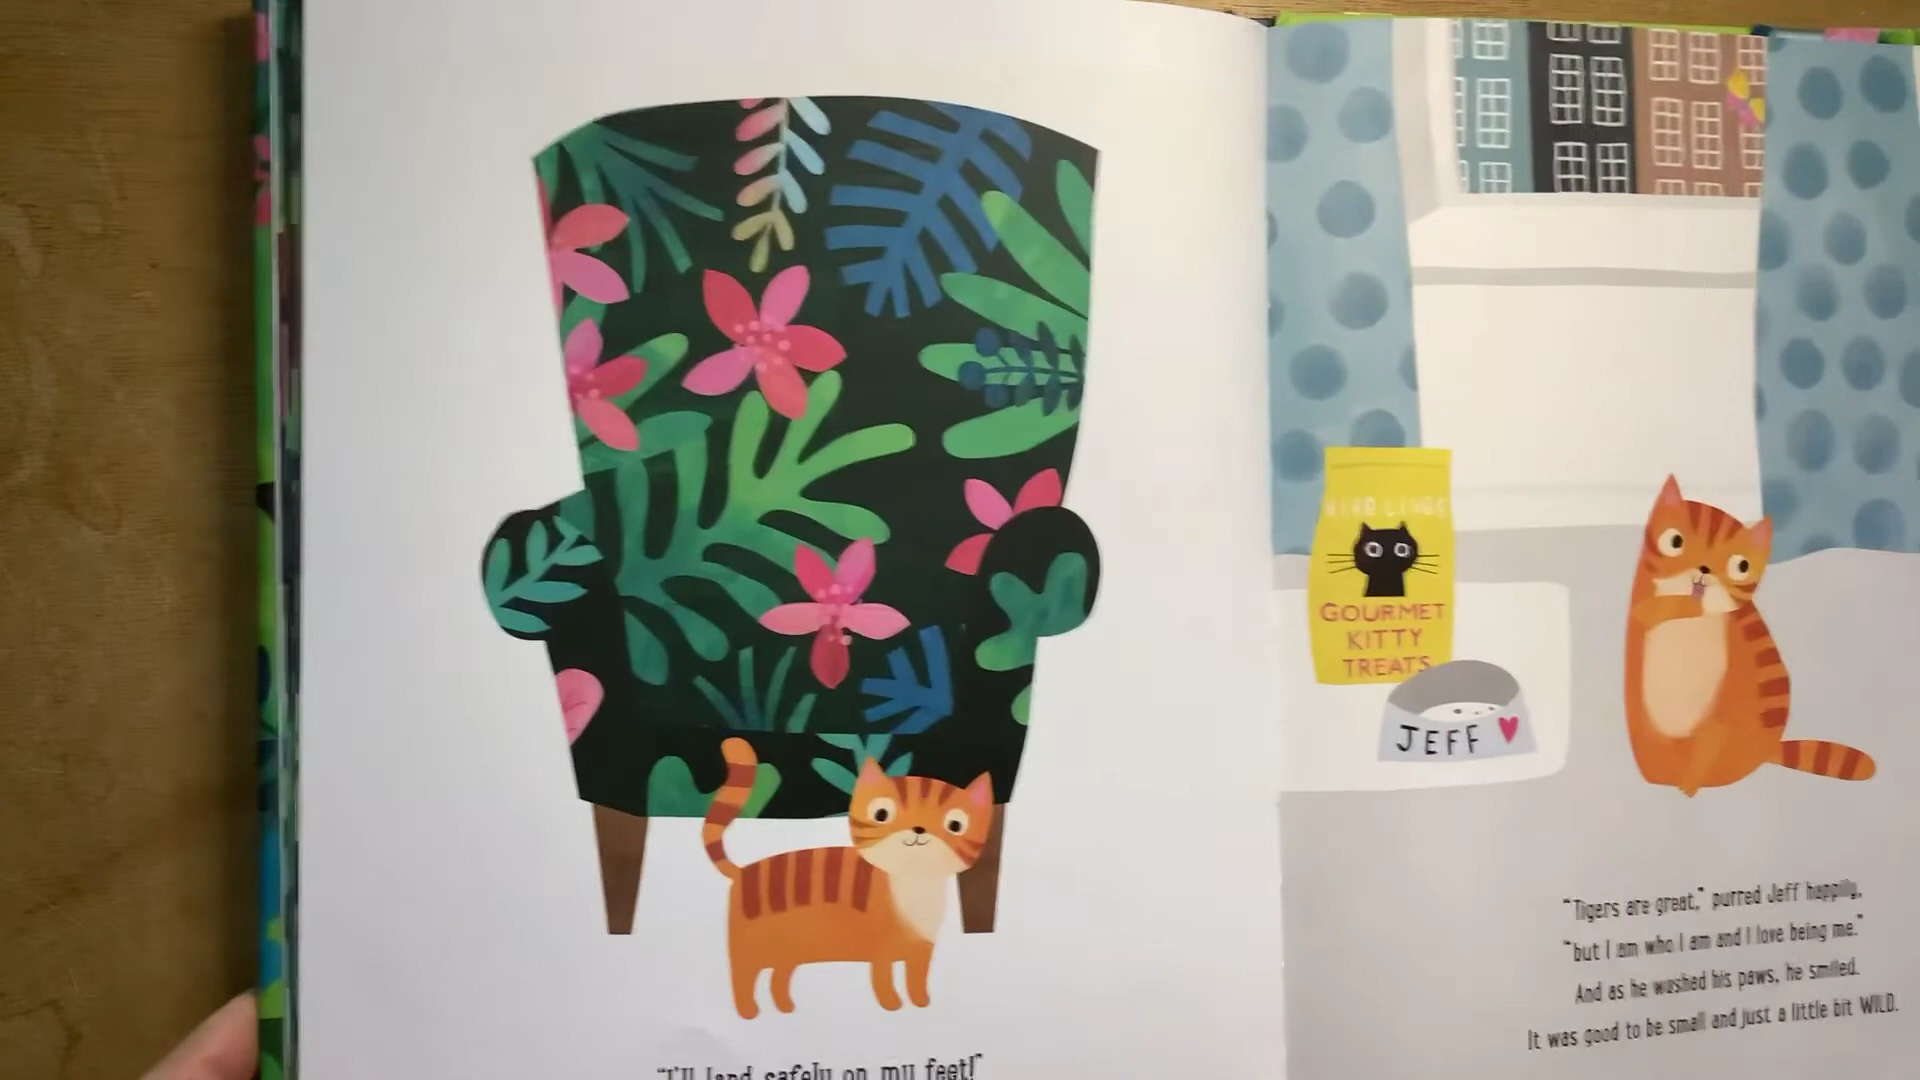 "I'll land safely on my feet!"
GOURMET
KITTY
TREATS
JEFF
"Tigers are great," purred Jeff happily,
"but I am who I am and I love being me."
And as he washed his paws, he smiled.
It was good to be small and just a little bit WILD.